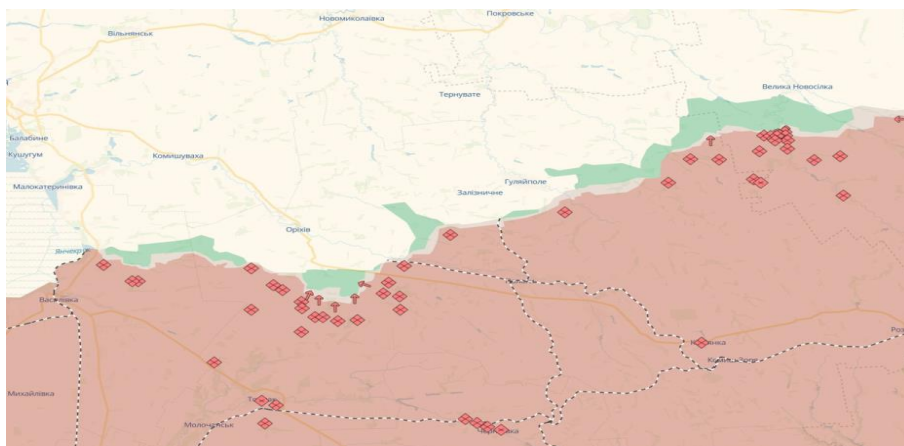 Новомиколаївка
Покровське
Вільнянськ
Велика Новосілка
Тернувате
Балабине
Кушугум
Комишуваха
Малокатеринівка
Гуляйполе
Залізничне
Оріхів
Василівка
Михайлівка
Молочанськ